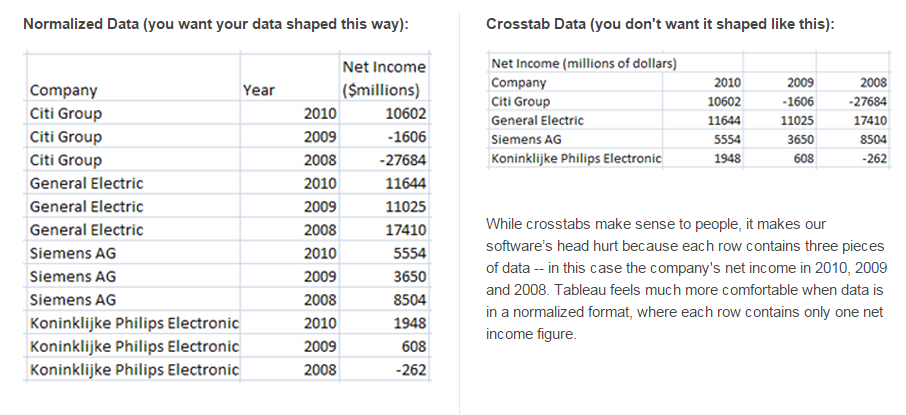 Normalized Data (you want your data shaped this way):
Net Income
Company Year ($millions)
Citi Group 2010 10602
Citi Group 2009 -1606
Citi Group 2008 -27684
General Electric 2010 11644
General Electric 2009 11025
General Electric 2008 17410
Siemens AG 2010 5554
Siemens AG 2009 3650
Siemens AG 2008 8504
Koninklijke Philips Electronic 2010 1948
Koninklijke Philips Electronic 2009 608
Koninklijke Philips Electronic 2008 -262
Crosstab Data (you don't want it shaped like this):
Net Income (millions of dollars)
Company 2010 2009 2008
Citi Group 10602 -1606 -27684
General Electric 11644 11025 17410
Siemens AG 5554 3650 8504
Koninklijke Philips Electronic 1948 608 -262
While crosstabs make sense to people, it makes our
software's head hurt because each row contains three pieces
of data -- in this case the company's net income in 2010, 2009
and 2008. Tableau feels much more comfortable when data is
in a normalized format, where each row contains only one net
income figure.